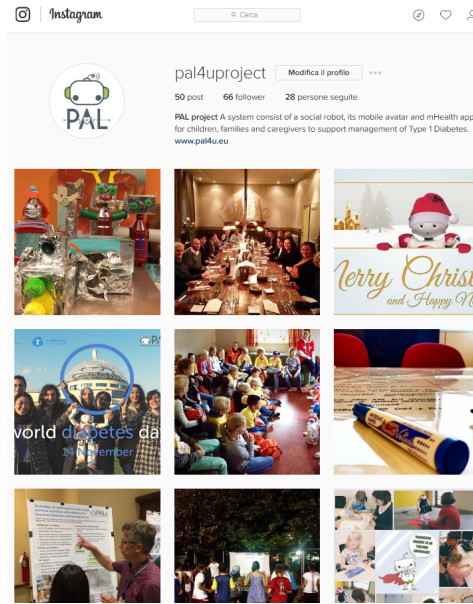 Instagram
Cerca
pal4uproject Modifica il profilo
50 post 66 follower 28 persone seguite
PAL project A system consist of a social robot, its mobile avatar and mHealth app
for children, families and caregivers to support management of Type 1 Diabetes.
www.pal4u.eu
PAL
Merry Christ
and Happy N
world diabetes da
14 November